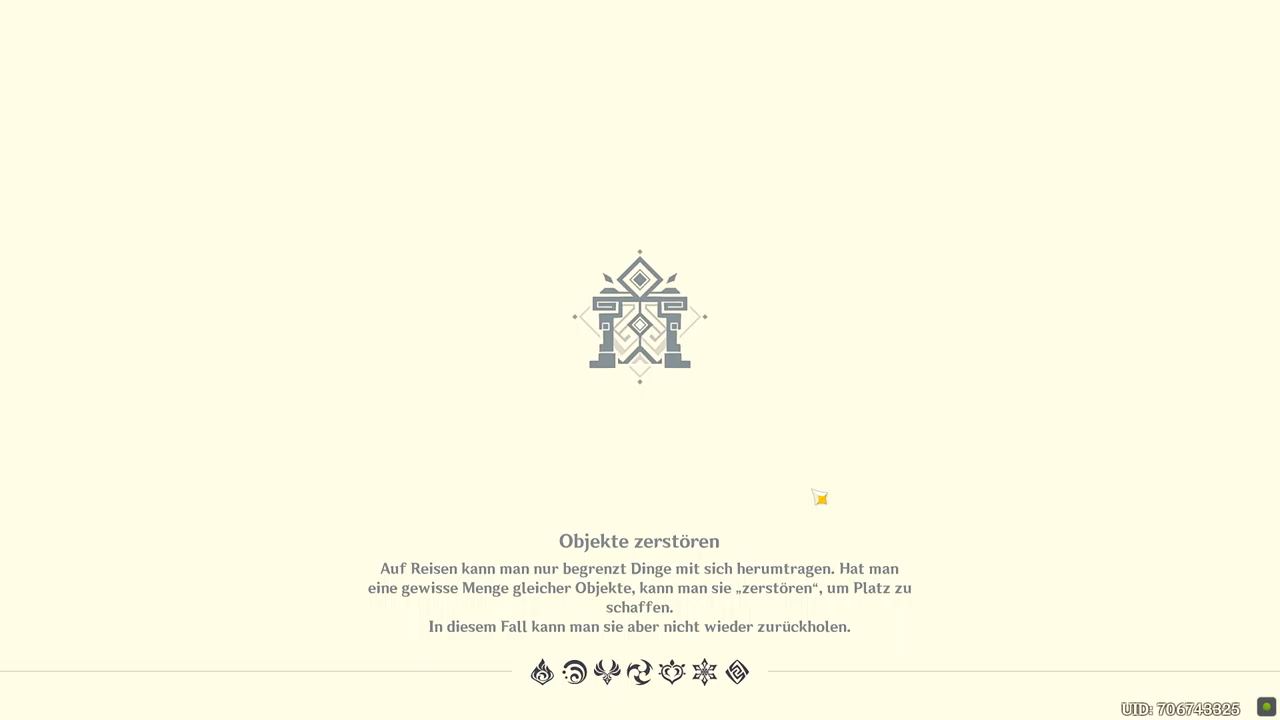 Objekte zerstören
Auf Reisen kann man nur begrenzt Dinge mit sich herumtragen. Hat man
eine gewisse Menge gleicher Objekte, kann man sie „zerstören“, um Platz zu
schaffen.
In diesem Fall kann man sie aber nicht wieder zurückholen.
UID: 706743325